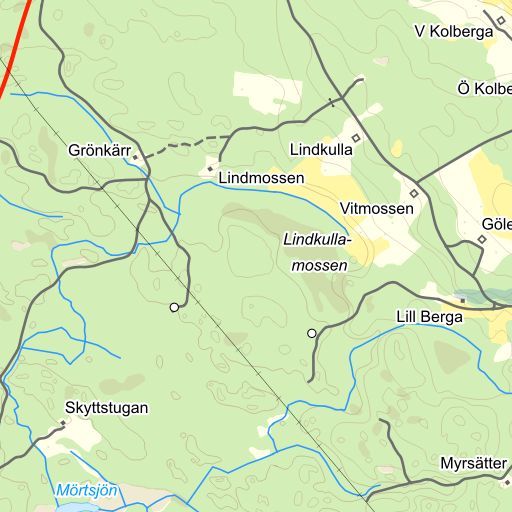 V Kolberga
Ö Kolbe
Grönkärr
Lindkulla
Lindmossen
Vitmossen
Göle
Lindkulla-
mossen
Lill Berga
Skyttstugan
Myrsätter
Mörtsjön